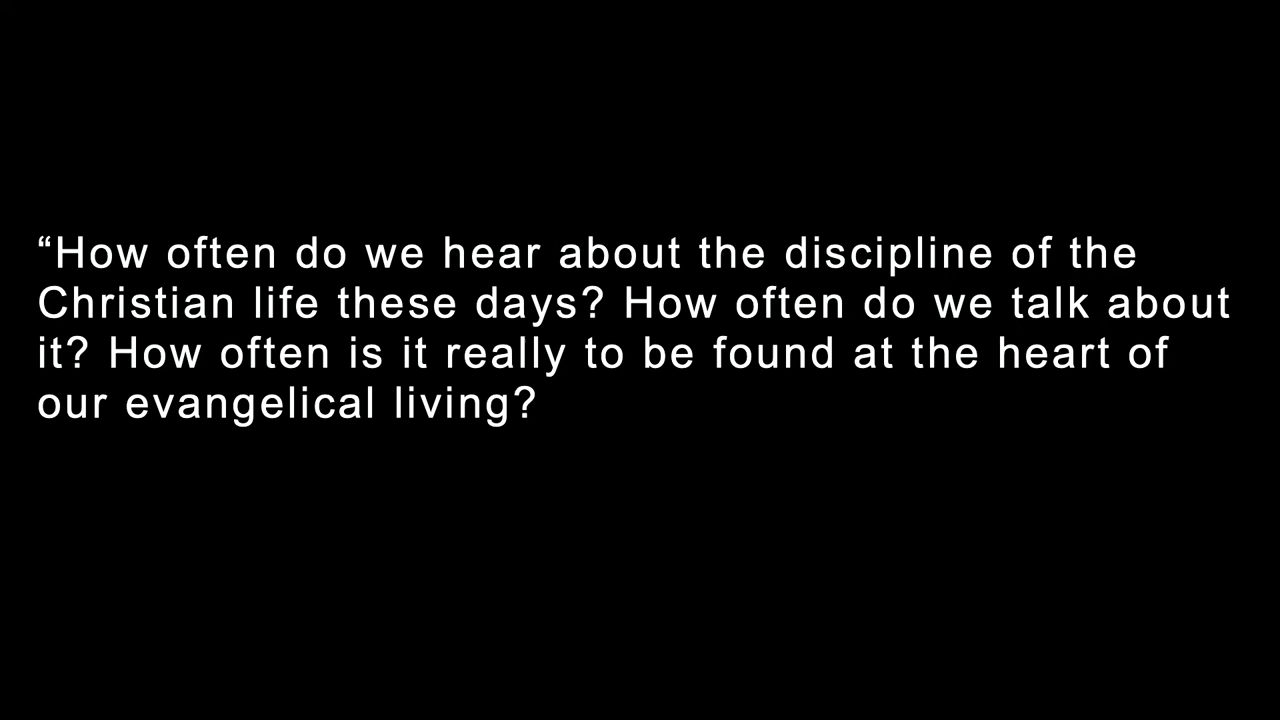 “How often do we hear about the discipline of the
Christian life these days? How often do we talk about
it? How often is it really to be found at the heart of
our evangelical living?